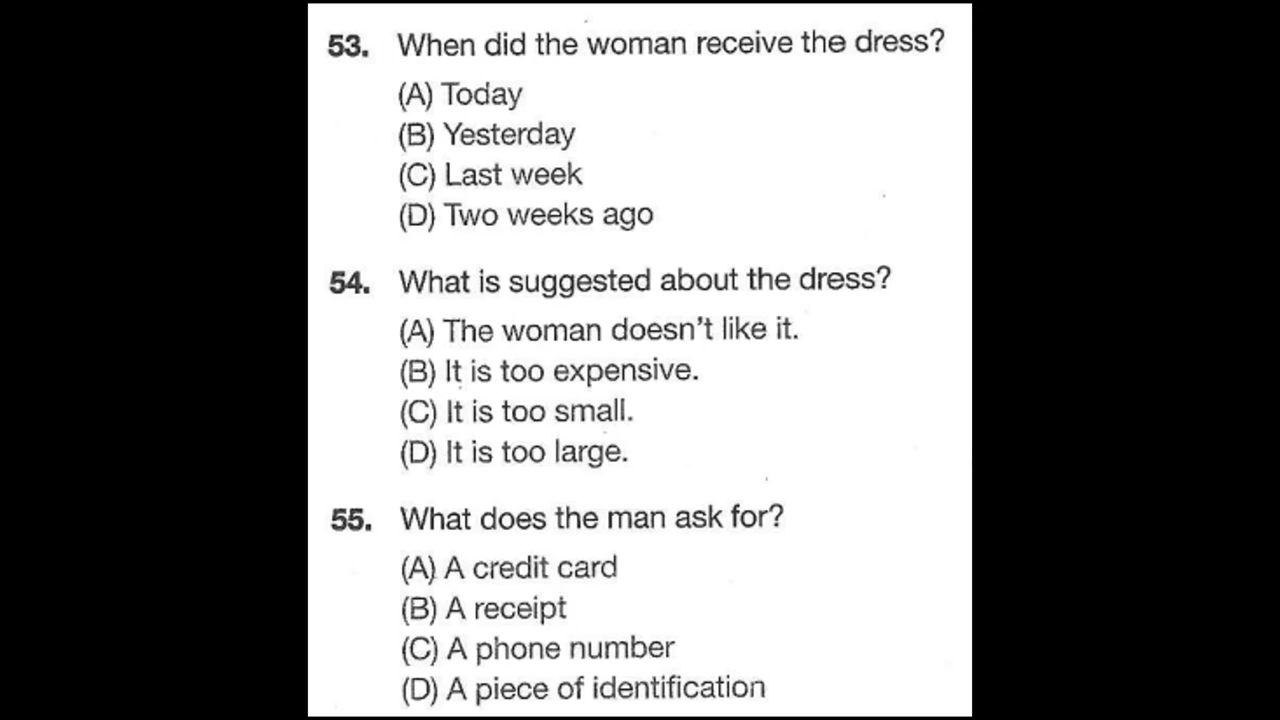 53. When did the woman receive the dress?
(A) Today
(B) Yesterday
(C) Last week
(D) Two weeks ago
54. What is suggested about the dress?
(A) The woman doesn't like it.
(B) It is too expensive.
(C) It is too small.
(D) It is too large.
55. What does the man ask for?
(A) A credit card
(B) A receipt
(C) A phone number
(D) A piece of identification